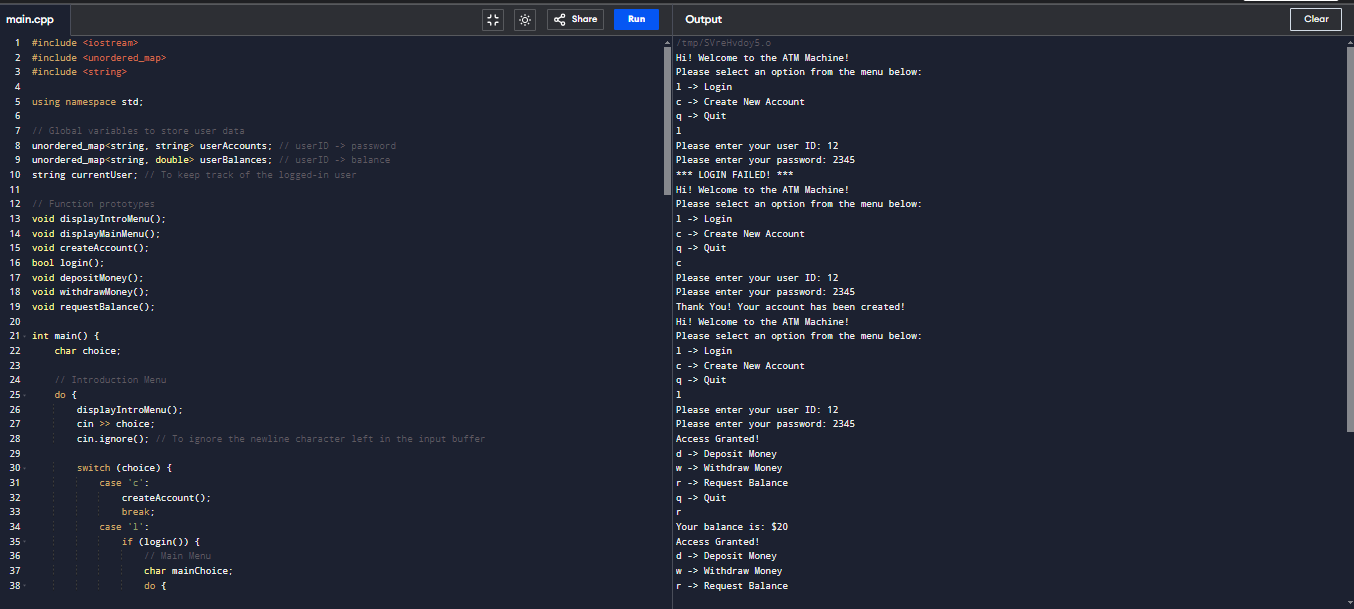 main.cpp
Share
Run
1 #include <iostream>
2 #include <unordered_map>
3 #include <string>
4
5 using namespace std;
6
7 // Global variables to store user data
8 unordered_map<string, string> userAccounts; // userID -> password
9 unordered_map<string, double> userBalances; // userID -> balance
10 string currentUser; // To keep track of the logged-in user
11
12 // Function prototypes
13 void displayIntroMenu();
14 void displayMainMenu();
15 void createAccount();
16 bool login();
17 void depositMoney();
18 void withdrawMoney();
19 void requestBalance();
20
21 int main() {
22 char choice;
23
24 // Introduction Menu
25 do {
26 displayIntroMenu();
27 cin >> choice;
28 cin.ignore(); // To ignore the newline character left in the input buffer
29
30 switch (choice) {
31 case 'c':
32 createAccount();
33 break;
34 case 'l':
35 if (login()) {
36 // Main Menu
37 char mainChoice;
38 do {
Output
Clear
/tmp/SVreHvdoy5.o
Hi! Welcome to the ATM Machine!
Please select an option from the menu below:
l -> Login
c -> Create New Account
q -> Quit
l
Please enter your user ID: 12
Please enter your password: 2345
*** LOGIN FAILED! ***
Hi! Welcome to the ATM Machine!
Please select an option from the menu below:
l -> Login
c -> Create New Account
q -> Quit
c
Please enter your user ID: 12
Please enter your password: 2345
Thank You! Your account has been created!
Hi! Welcome to the ATM Machine!
Please select an option from the menu below:
l -> Login
c -> Create New Account
q -> Quit
l
Please enter your user ID: 12
Please enter your password: 2345
Access Granted!
d -> Deposit Money
w -> Withdraw Money
r -> Request Balance
q -> Quit
r
Your balance is: $20
Access Granted!
d -> Deposit Money
w -> Withdraw Money
r -> Request Balance